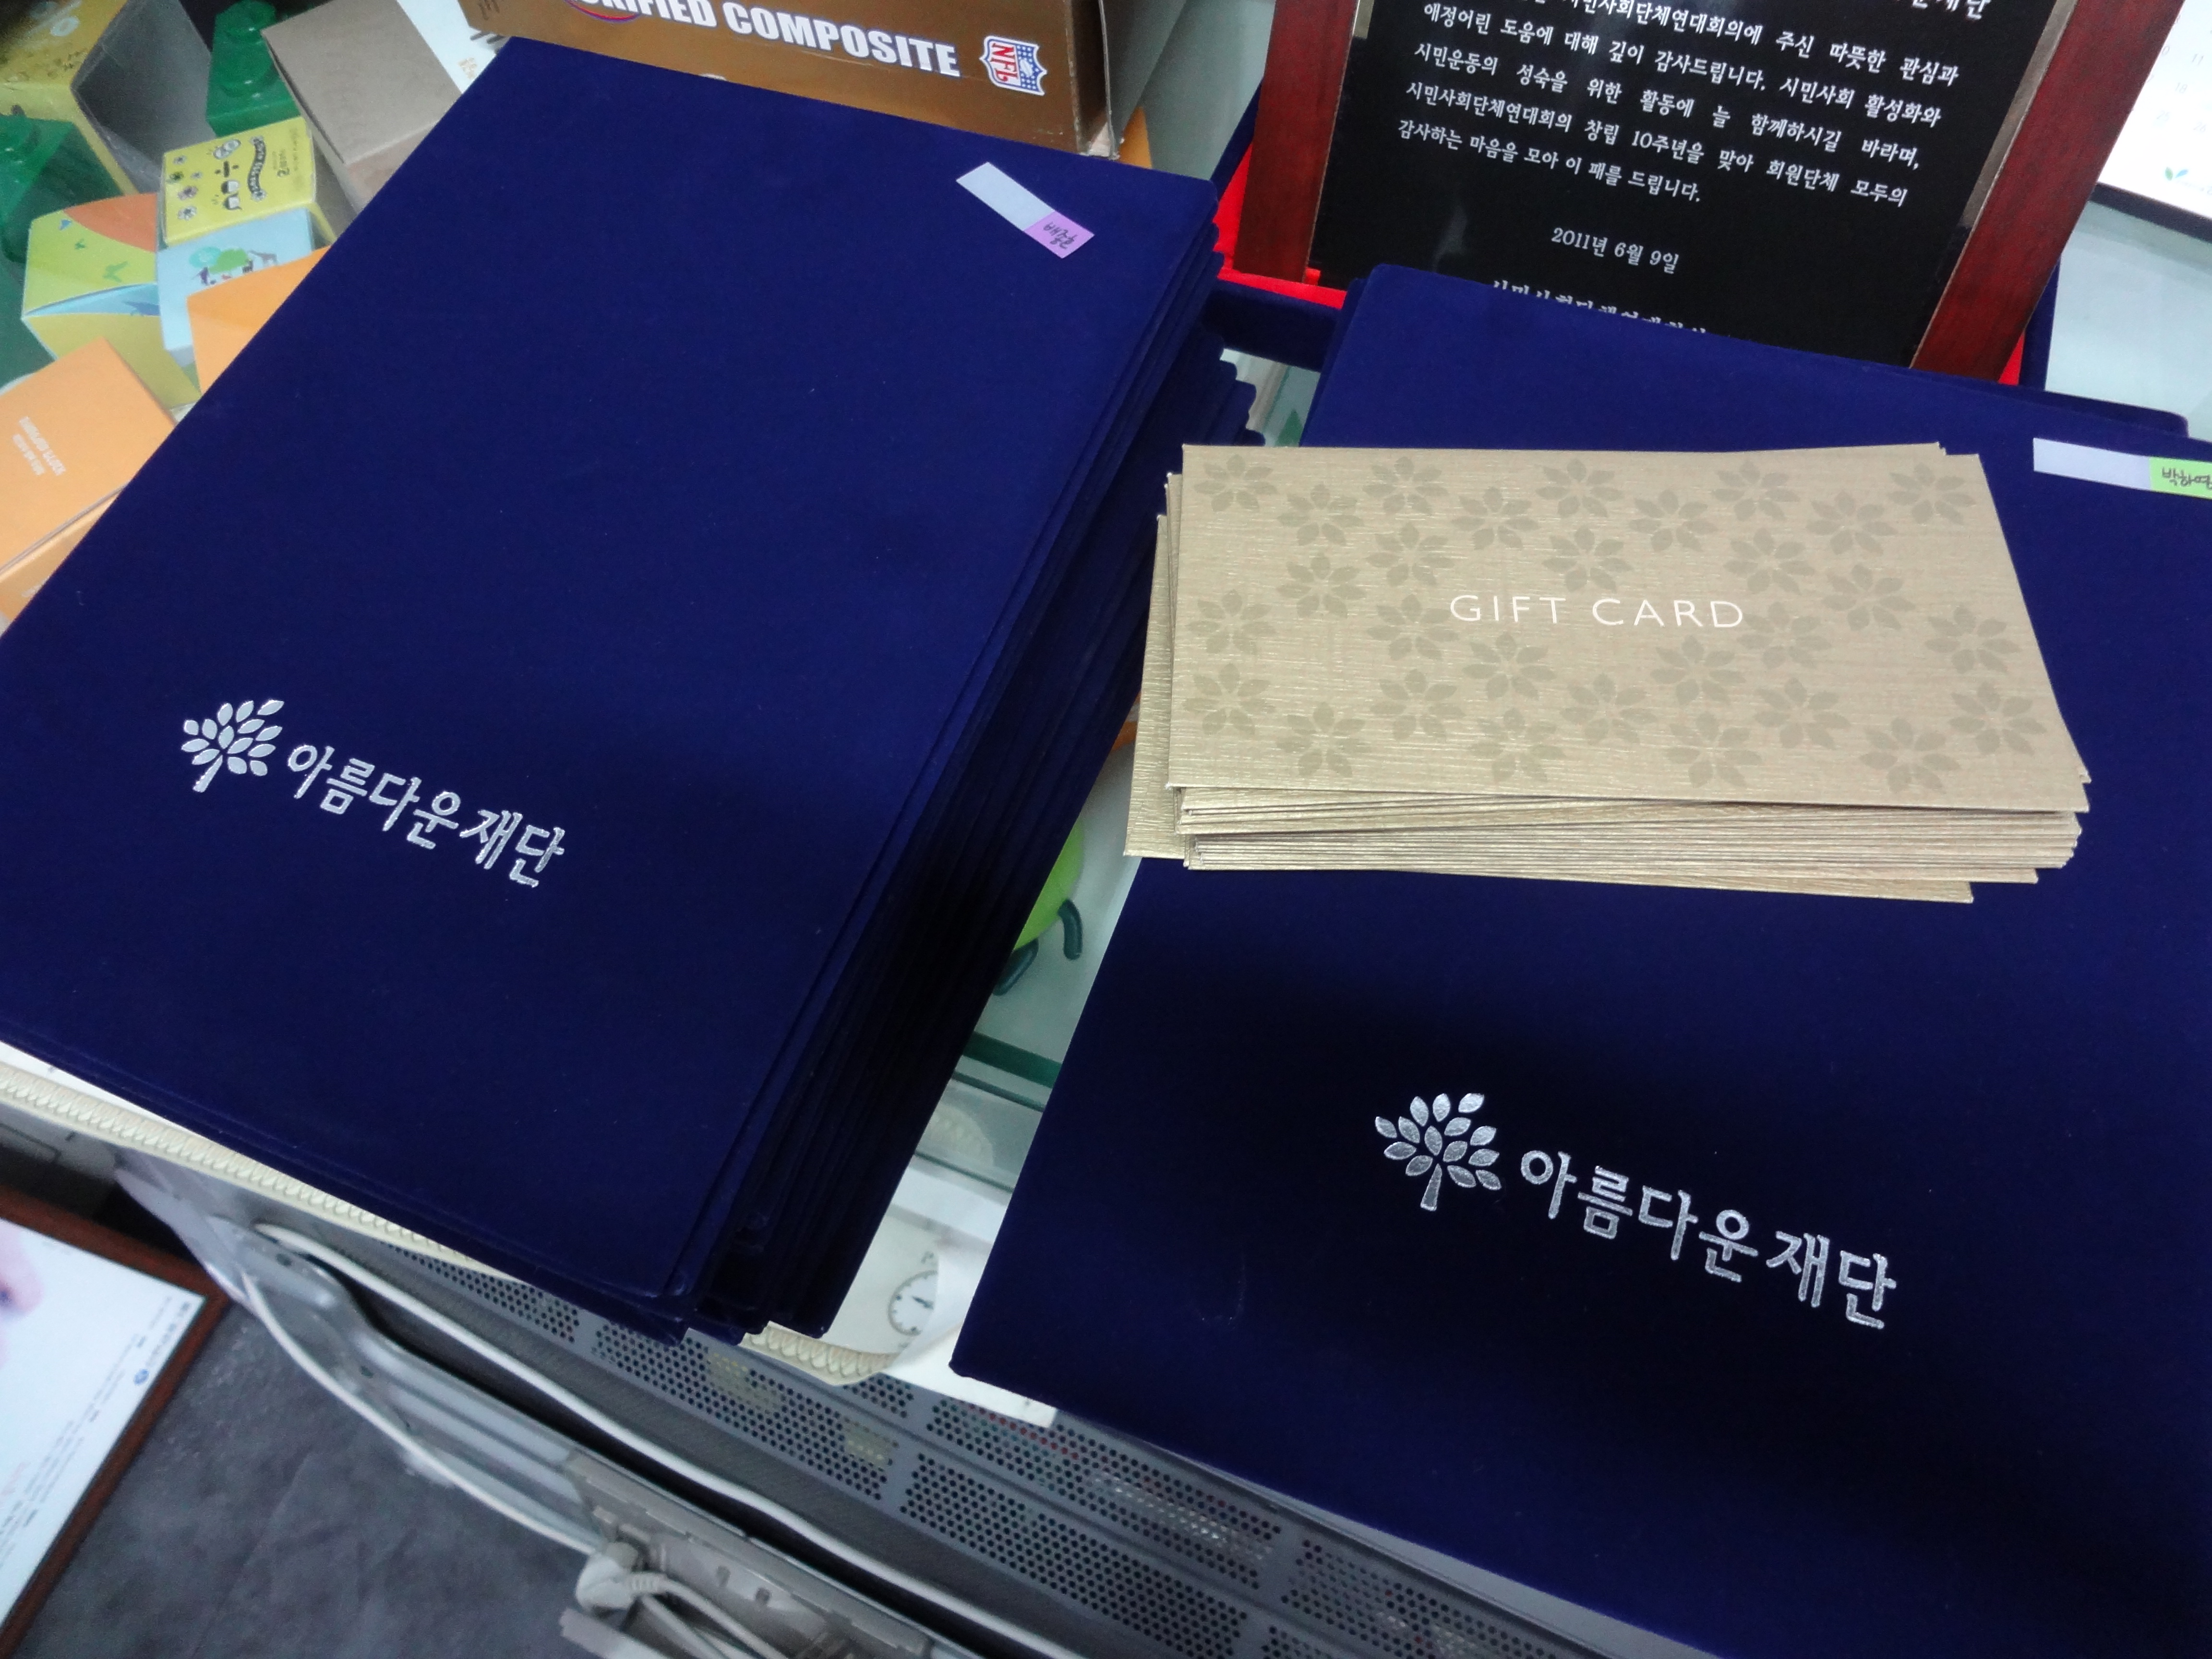 COMPOSITE
NFL
시민사회단체연대회의에 주신 따뜻한 관심과
애정어린 도움에 대해 깊이 감사드립니다. 시민사회 활성화와
시민운동의 성숙을 위한 활동에 늘 함께하시길 바라며,
시민사회단체연대회의 창립 10주년을 맞아 회원단체 모두의
감사하는 마음을 모아 이 패를 드립니다.
2011년 6월 9일
박하연
GIFT CARD
아름다운재단
아름다운재단